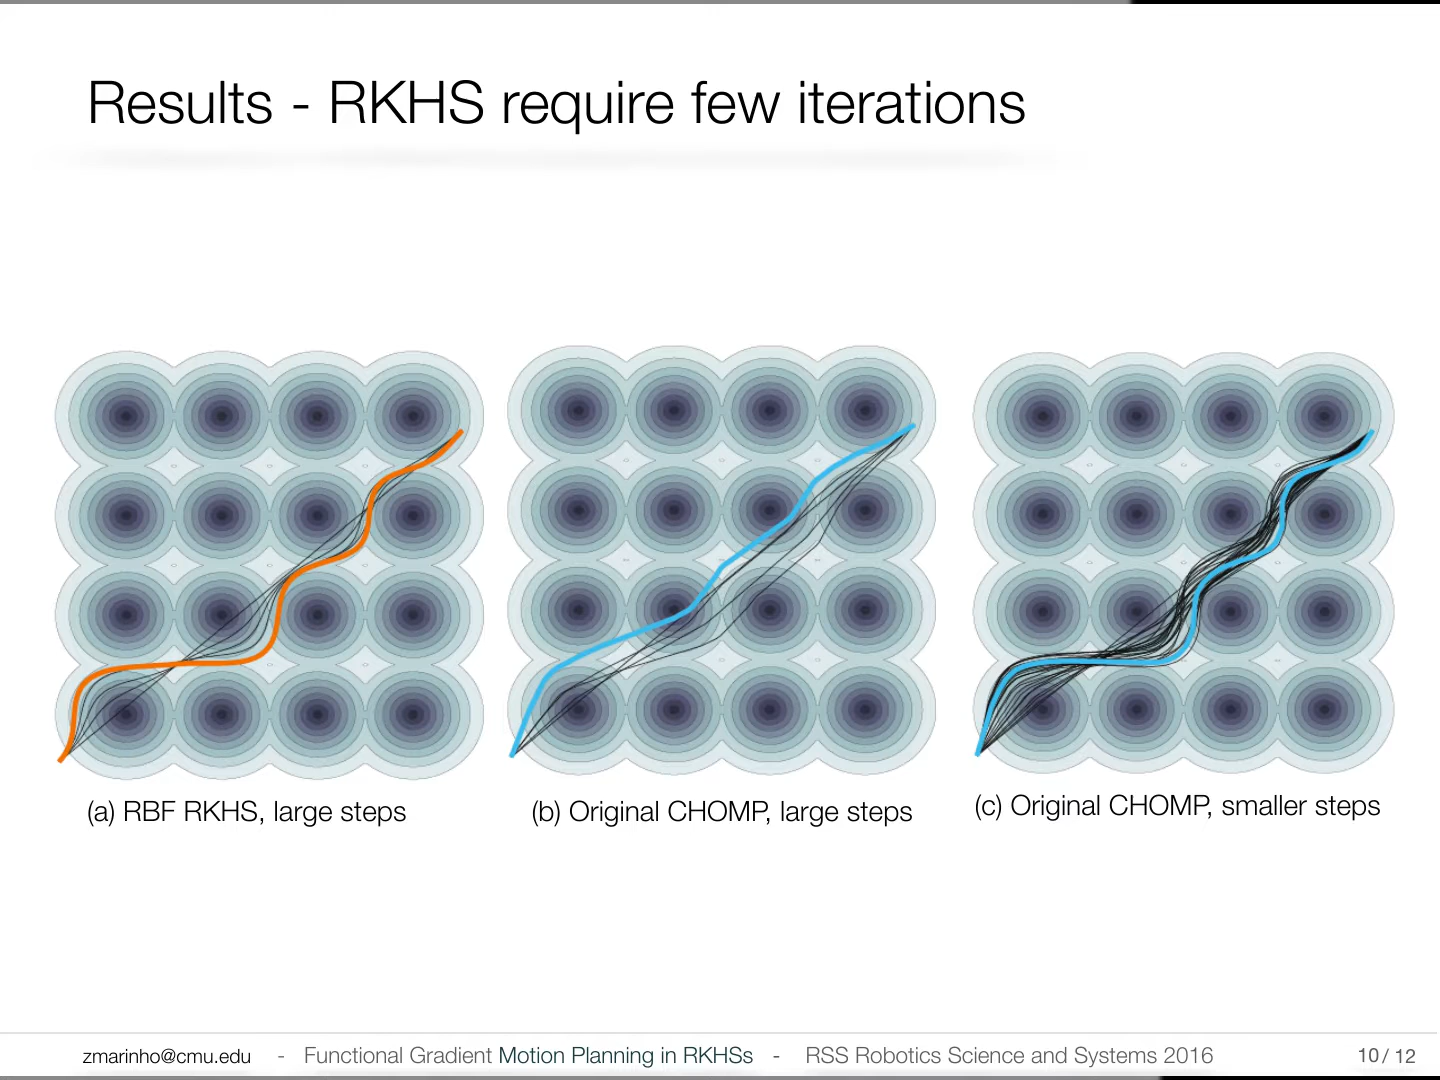 Results - RKHS require few iterations
(a) RBF RKHS, large steps
(b) Original CHOMP, large steps
(c) Original CHOMP, smaller steps
zmarinho@cmu.edu - Functional Gradient Motion Planning in RKHSs - RSS Robotics Science and Systems 2016 10 / 12